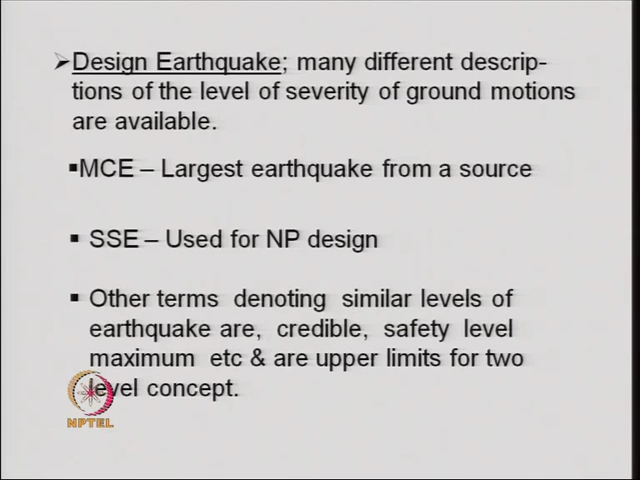 ➢Design Earthquake; many different descrip-
tions of the level of severity of ground motions
are available.
▪MCE – Largest earthquake from a source
▪ SSE – Used for NP design
▪ Other terms denoting similar levels of
earthquake are, credible, safety level
maximum etc & are upper limits for two
level concept.
NPTEL